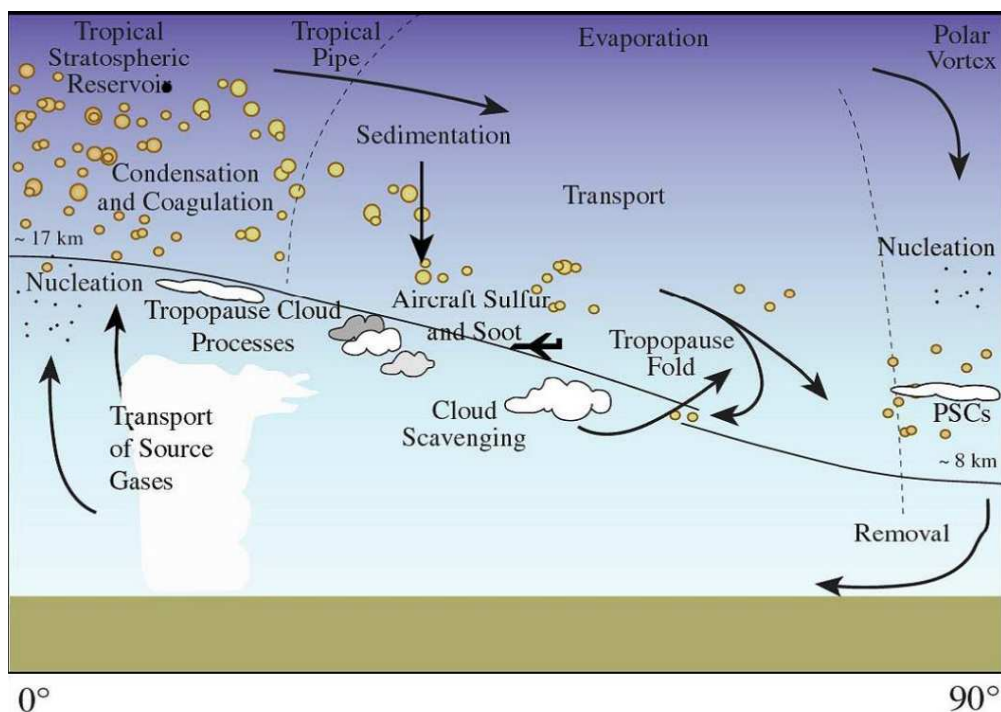 Tropical
Stratospheric
Reservoir
Tropical
Pipe
Evaporation
Polar
Vortex
Sedimentation
Condensation
and Coagulation
Transport
~ 17 km
Nucleation
Nucleation
Tropopause Cloud
Processes
Aircraft Sulfur
and Soot
Tropopause
Fold
Transport
of Source
Gases
Cloud
Scavenging
PSCs
~ 8 km
Removal
0°
90°